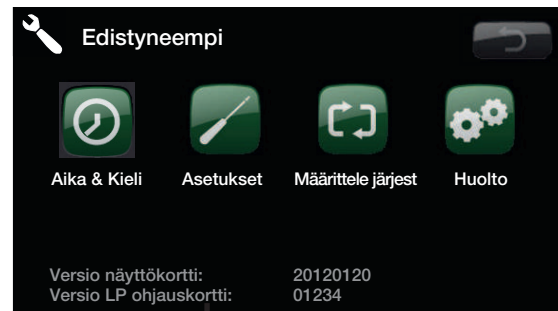 Edistyneempi
Aika & Kieli Asetukset Määrittele järjest Huolto
Versio näyttökortti: 20120120
Versio LP ohjauskortti: 01234